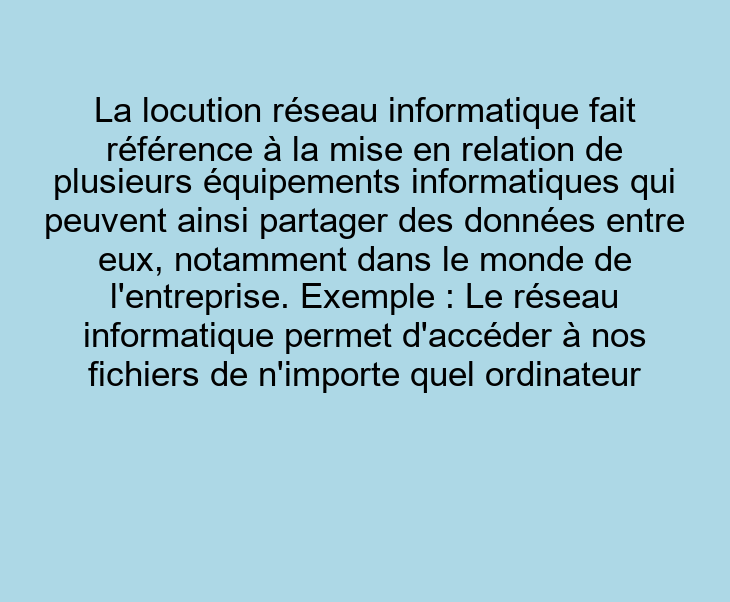 La locution réseau informatique fait
référence à la mise en relation de
plusieurs équipements informatiques qui
peuvent ainsi partager des données entre
eux, notamment dans le monde de
l'entreprise. Exemple : Le réseau
informatique permet d'accéder à nos
fichiers de n'importe quel ordinateur